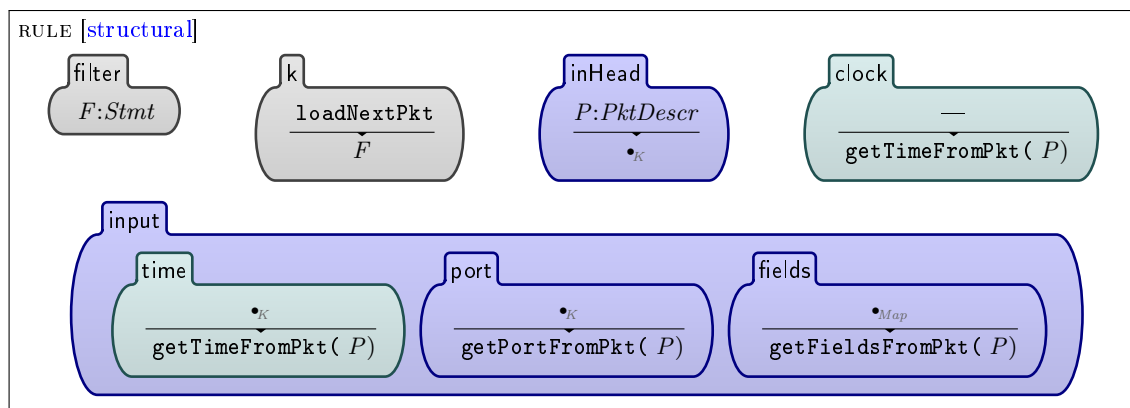 RULE [structural]
filter k inHead clock
F:Stmt loadNextPkt P:PktDescr —
F •K getTimeFromPkt( P)
input
time port fields
•K •K •Map
getTimeFromPkt( P) getPortFromPkt( P) getFieldsFromPkt( P)